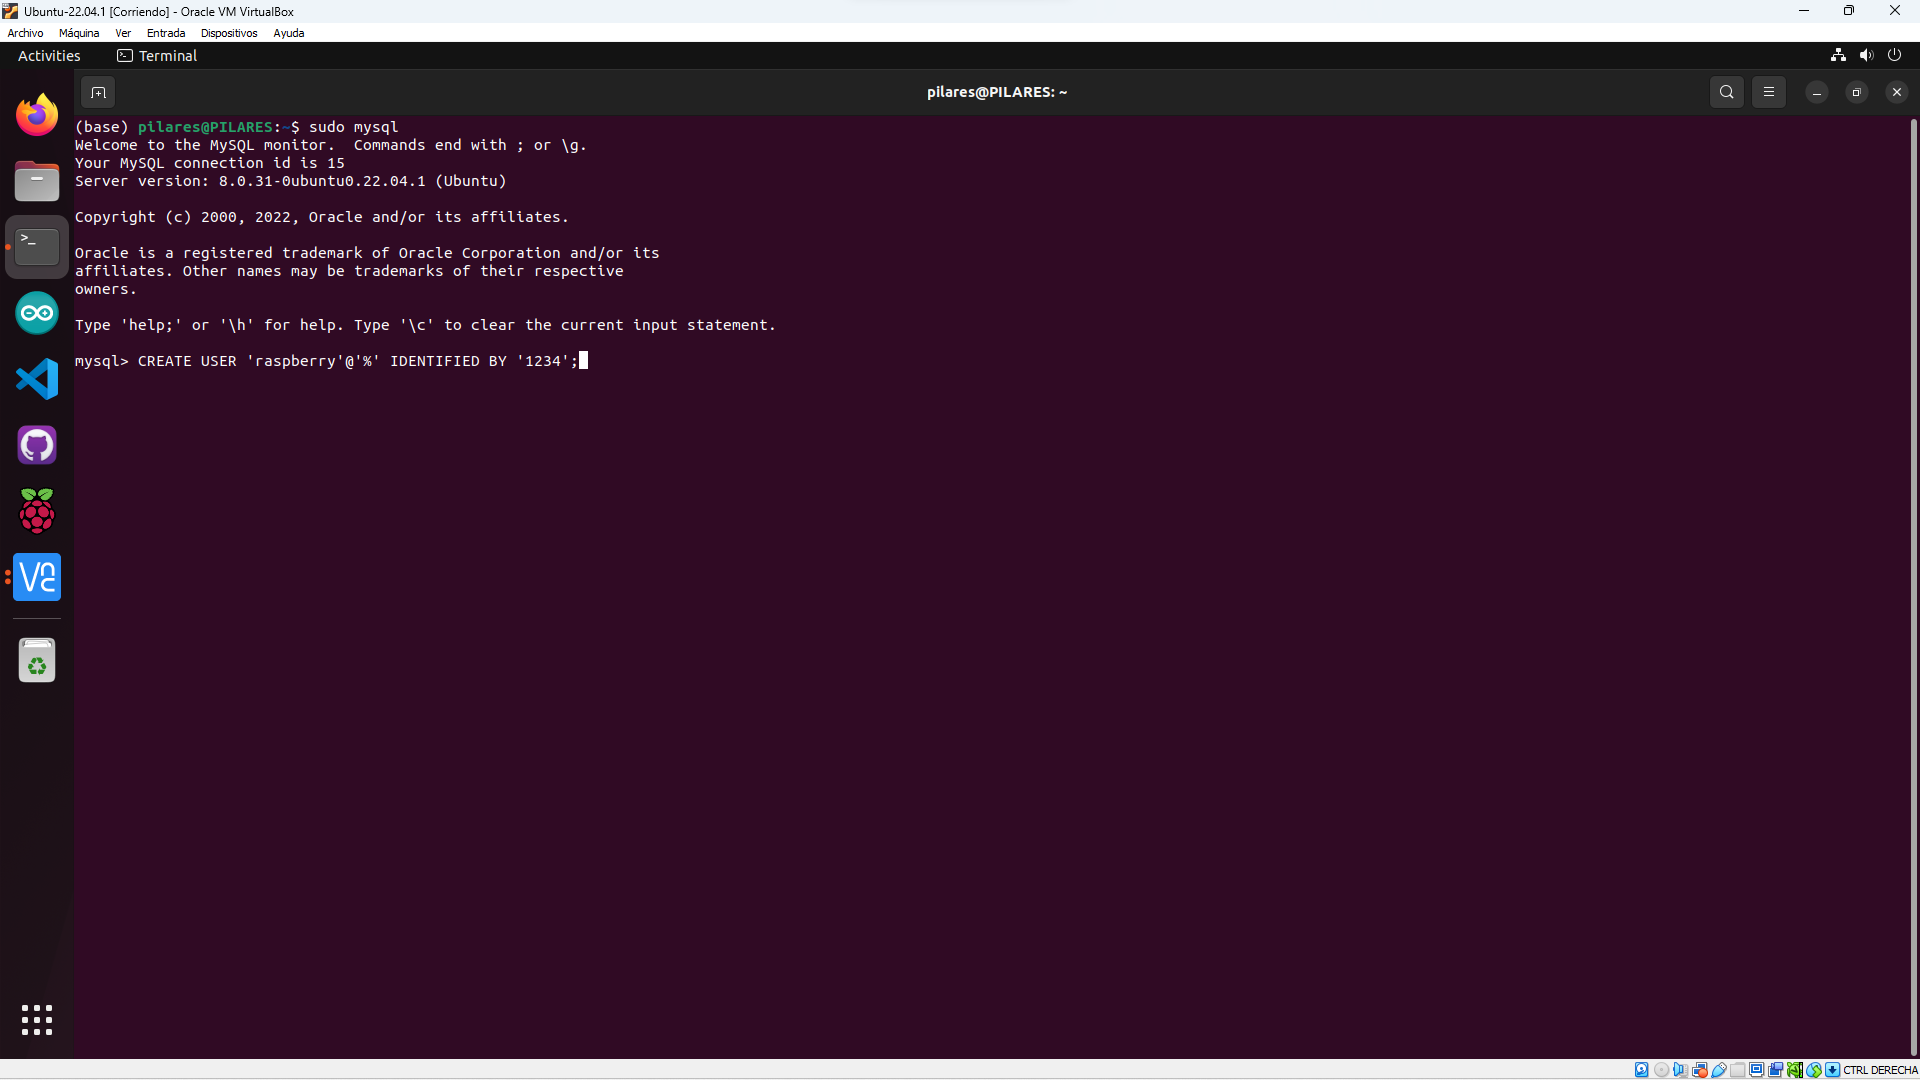 Ubuntu-22.04.1 [Corriendo] - Oracle VM VirtualBox
Archivo Máquina Ver Entrada Dispositivos Ayuda
Activities Terminal
pilares@PILARES: ~
(base) pilares@PILARES:~$ sudo mysql
Welcome to the MySQL monitor.  Commands end with ; or \g.
Your MySQL connection id is 15
Server version: 8.0.31-0ubuntu0.22.04.1 (Ubuntu)
Copyright (c) 2000, 2022, Oracle and/or its affiliates.
Oracle is a registered trademark of Oracle Corporation and/or its
affiliates. Other names may be trademarks of their respective
owners.
Type 'help;' or '\h' for help. Type '\c' to clear the current input statement.
mysql> CREATE USER 'raspberry'@'%' IDENTIFIED BY '1234';
CTRL DERECHA